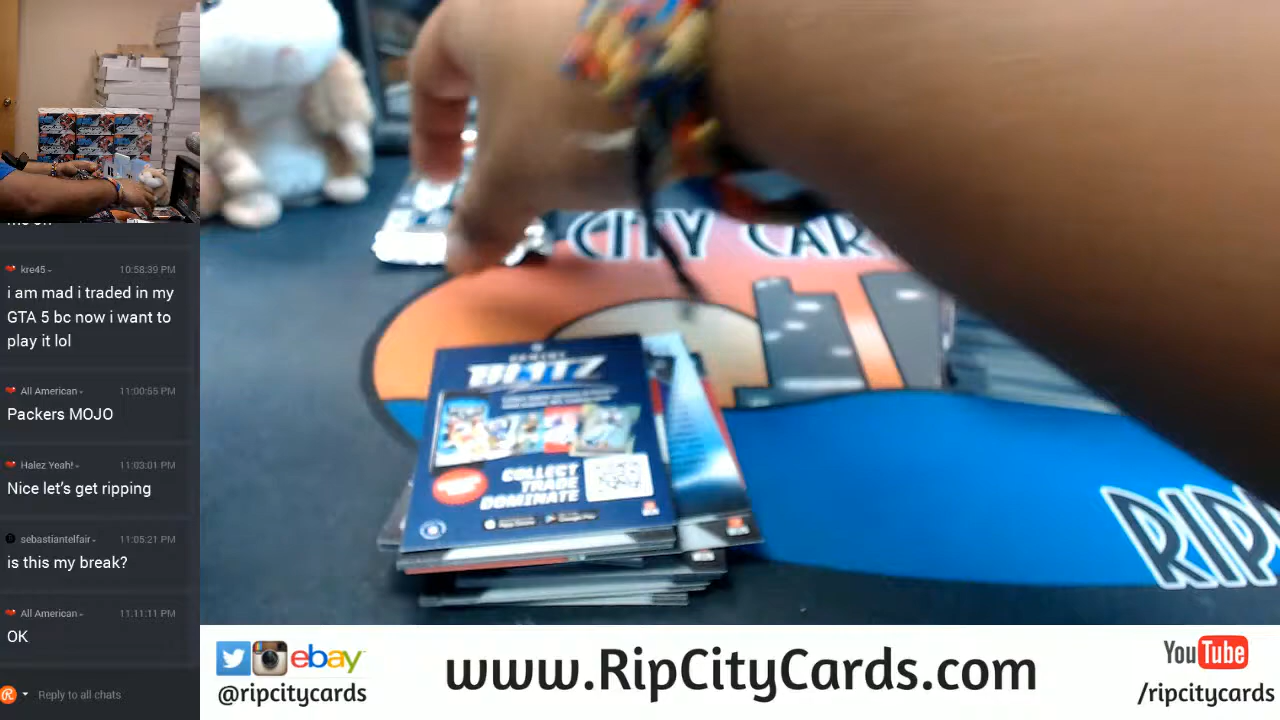 kre45
10:58:39 PM
i am mad i traded in my
GTA 5 bc now i want to
play it lol
All American
11:00:55 PM
Packers MOJO
Halez Yeah!
11:03:01 PM
Nice let's get ripping
sebastiantelfair
11:05:21 PM
is this my break?
All American
11:11:11 PM
OK
Reply to all chats
CITY CAR
BLITZ
COLLECT
TRADE
DOMINATE
RIP
ebay
@ripcitycards
www.RipCityCards.com
YouTube
/ripcitycards